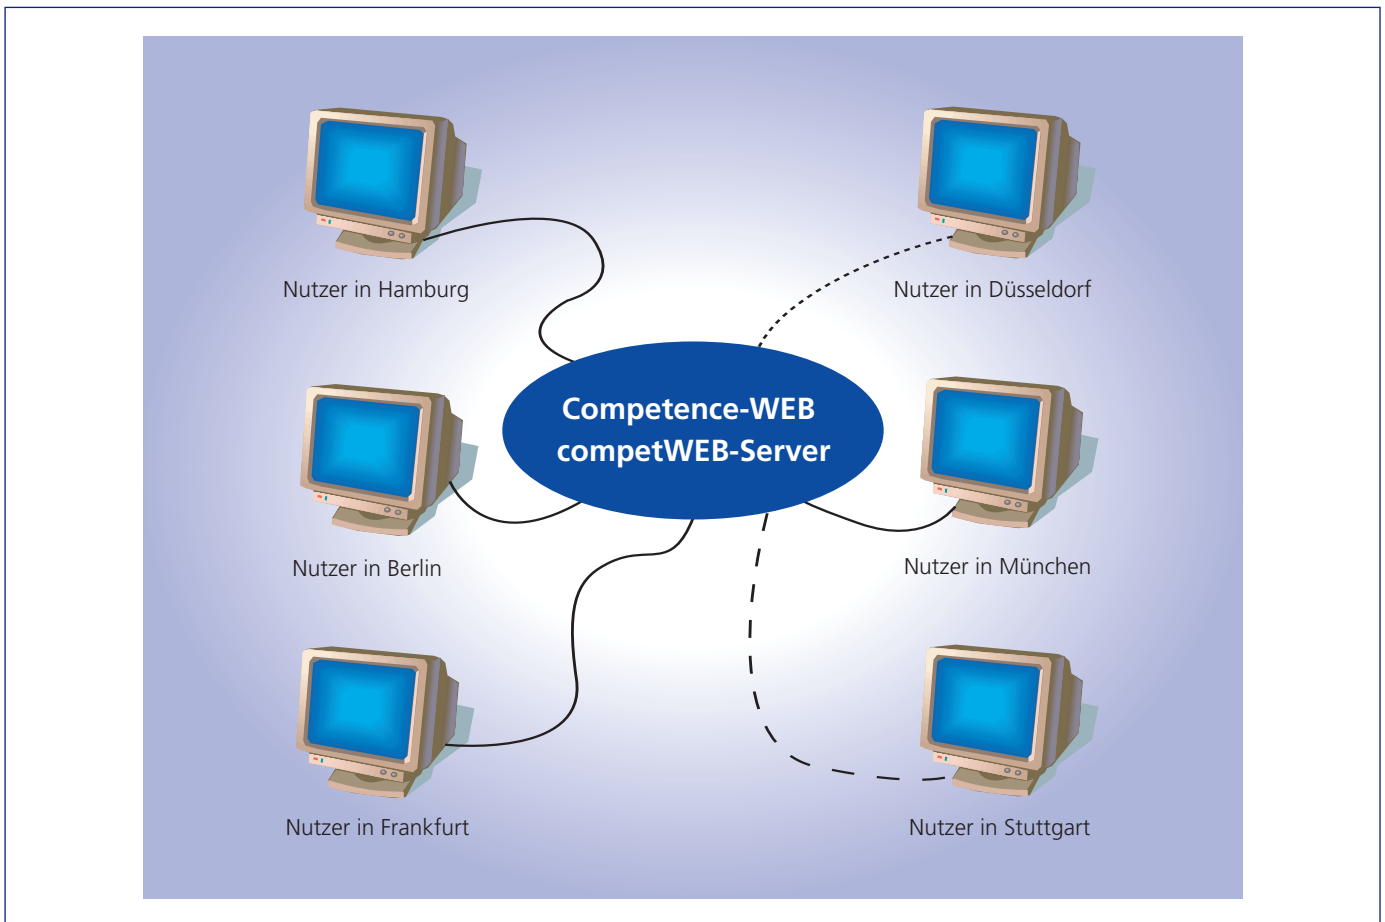 Nutzer in Hamburg
Nutzer in Düsseldorf
Competence-WEB
competWEB-Server
Nutzer in Berlin
Nutzer in München
Nutzer in Frankfurt
Nutzer in Stuttgart